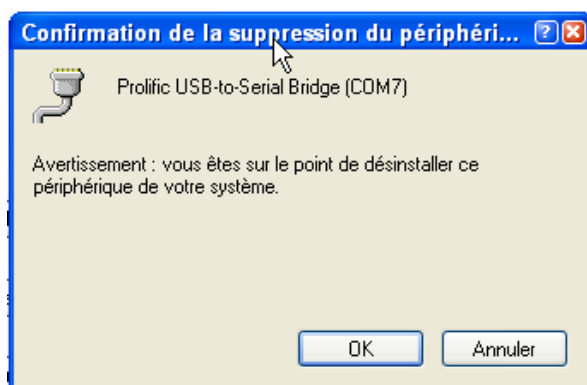 Confirmation de la suppression du périphéri...
Prolific USB-to-Serial Bridge (COM7)
Avertissement : vous êtes sur le point de désinstaller ce
périphérique de votre système.
OK
Annuler